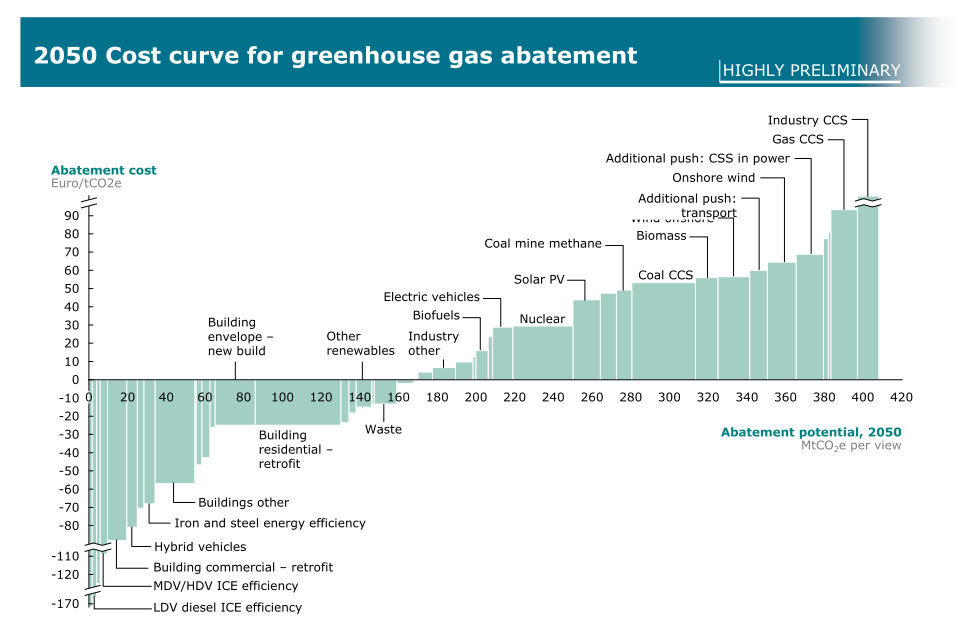 2050 Cost curve for greenhouse gas abatement
HIGHLY PRELIMINARY
Industry CCS
Gas CCS
Additional push: CSS in power
Onshore wind
Additional push:
transport
Biomass
Coal mine methane
Coal CCS
Solar PV
Electric vehicles
Nuclear
Biofuels
Industry
other
Other
renewables
Building
envelope –
new build
Abatement cost
Euro/tCO2e
90
80
70
60
50
40
30
20
10
0
-10
-20
-30
-40
-50
-60
-70
-80
-110
-120
-170
0 20 40 60 80 100 120 140 160 180 200 220 240 260 280 300 320 340 360 380 400 420
Abatement potential, 2050
MtCO2e per view
Waste
Building
residential –
retrofit
Buildings other
Iron and steel energy efficiency
Hybrid vehicles
Building commercial – retrofit
MDV/HDV ICE efficiency
LDV diesel ICE efficiency